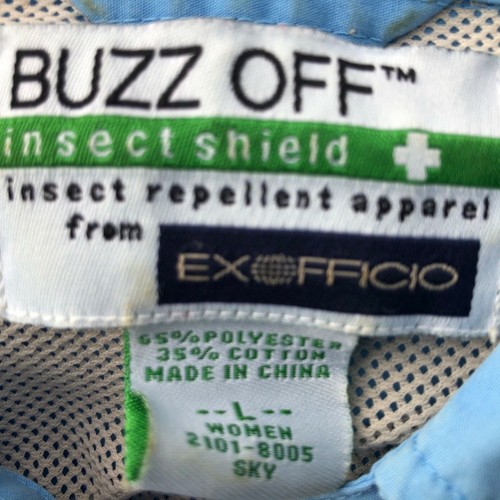 BUZZ OFF™
insect shield
insect repellent apparel
from
EXOFFICIO
65% POLYESTER
35% COTTON
MADE IN CHINA
--L--
WOMEN
2101-8005
SKY